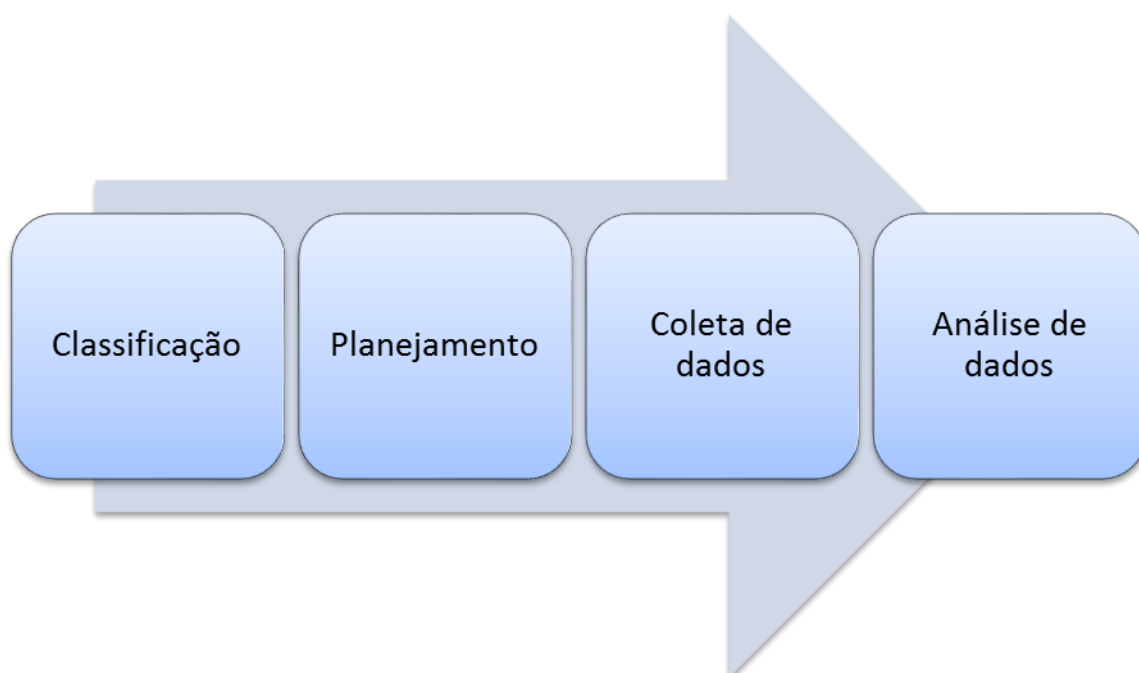 Classificação
Planejamento
Coleta de
dados
Análise de
dados